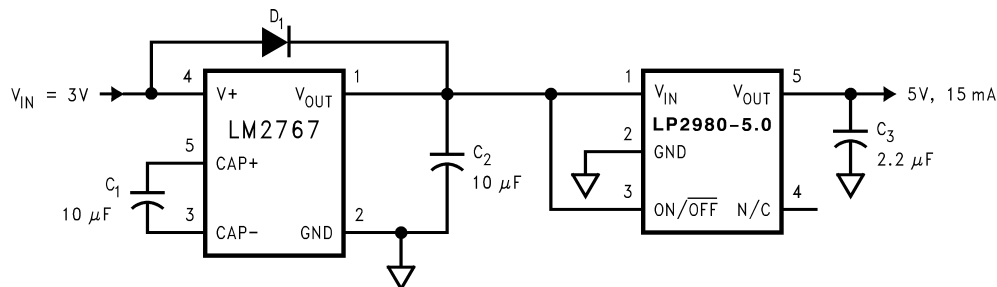 D1
VIN = 3V
4
V+
VOUT
1
LM2767
5
CAP+
C1
10 µF
3
CAP−
GND
2
C2
10 µF
1
VIN
VOUT
5
LP2980-5.0
2
GND
3
ON/OFF
N/C
4
5V, 15 mA
C3
2.2 µF